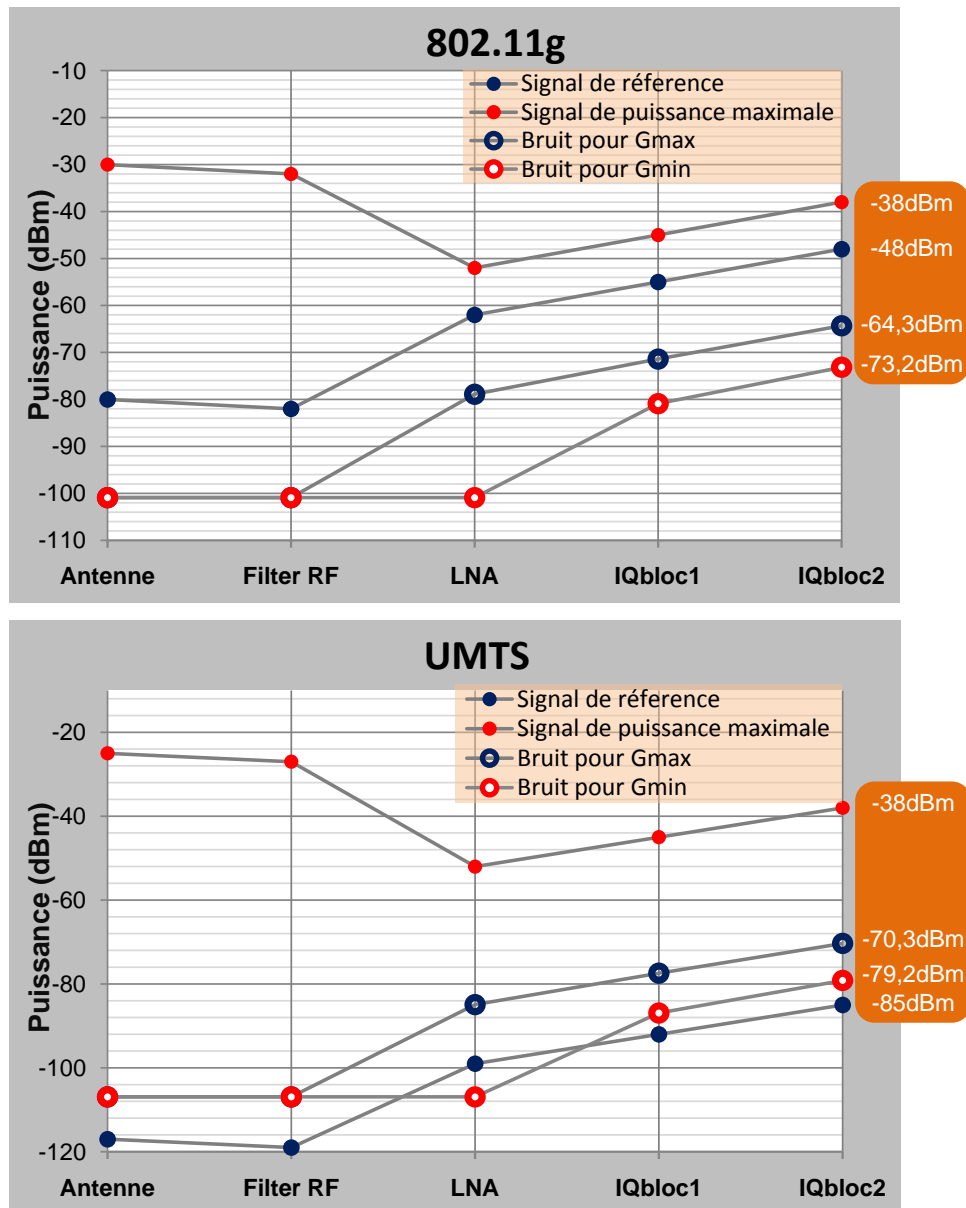 802.11g
Signal de réference
Signal de puissance maximale
Bruit pour Gmax
Bruit pour Gmin
Puissance (dBm)
-10
-20
-30
-40
-50
-60
-70
-80
-90
-100
-110
Antenne
Filter RF
LNA
IQbloc1
IQbloc2
-38dBm
-48dBm
-64,3dBm
-73,2dBm
UMTS
Signal de réference
Signal de puissance maximale
Bruit pour Gmax
Bruit pour Gmin
Puissance (dBm)
-20
-40
-60
-80
-100
-120
Antenne
Filter RF
LNA
IQbloc1
IQbloc2
-38dBm
-70,3dBm
-79,2dBm
-85dBm